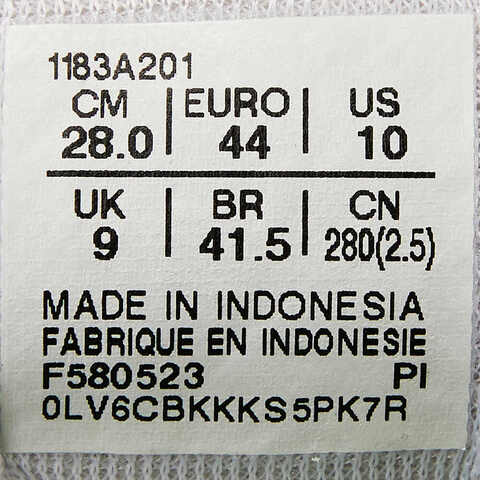 1183A201
CM | EURO | US
28.0 | 44 | 10
UK | BR | CN
9 | 41.5 | 280(2.5)
MADE IN INDONESIA
FABRIQUE EN INDONESIE
F580523 PI
0LV6CBKKKS5PK7R